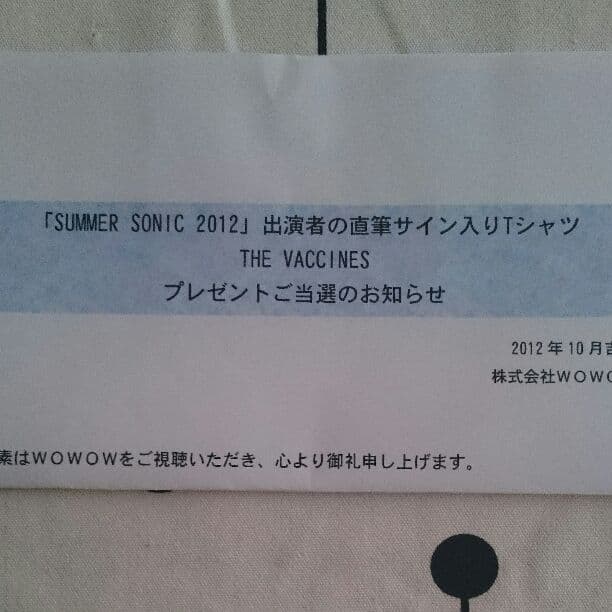 「SUMMER SONIC 2012」出演者の直筆サイン入りTシャツ
THE VACCINES
プレゼントご当選のお知らせ
2012年10月吉
株式会社WOWO
素はWOWOWをご視聴いただき、心より御礼申し上げます。